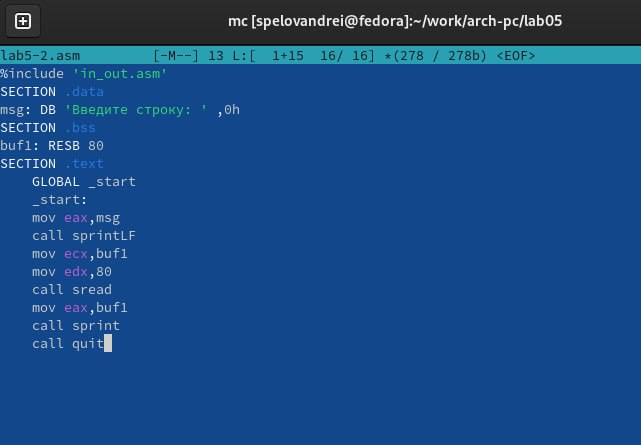 mc [spelovandrei@fedora]:~/work/arch-pc/lab05
lab5-2.asm [-M--] 13 L:[ 1+15 16/ 16] *(278 / 278b) <EOF>
%include 'in_out.asm'
SECTION .data
msg: DB 'Введите строку: ' ,0h
SECTION .bss
buf1: RESB 80
SECTION .text
GLOBAL _start
_start:
mov eax,msg
call sprintLF
mov ecx,buf1
mov edx,80
call sread
mov eax,buf1
call sprint
call quit